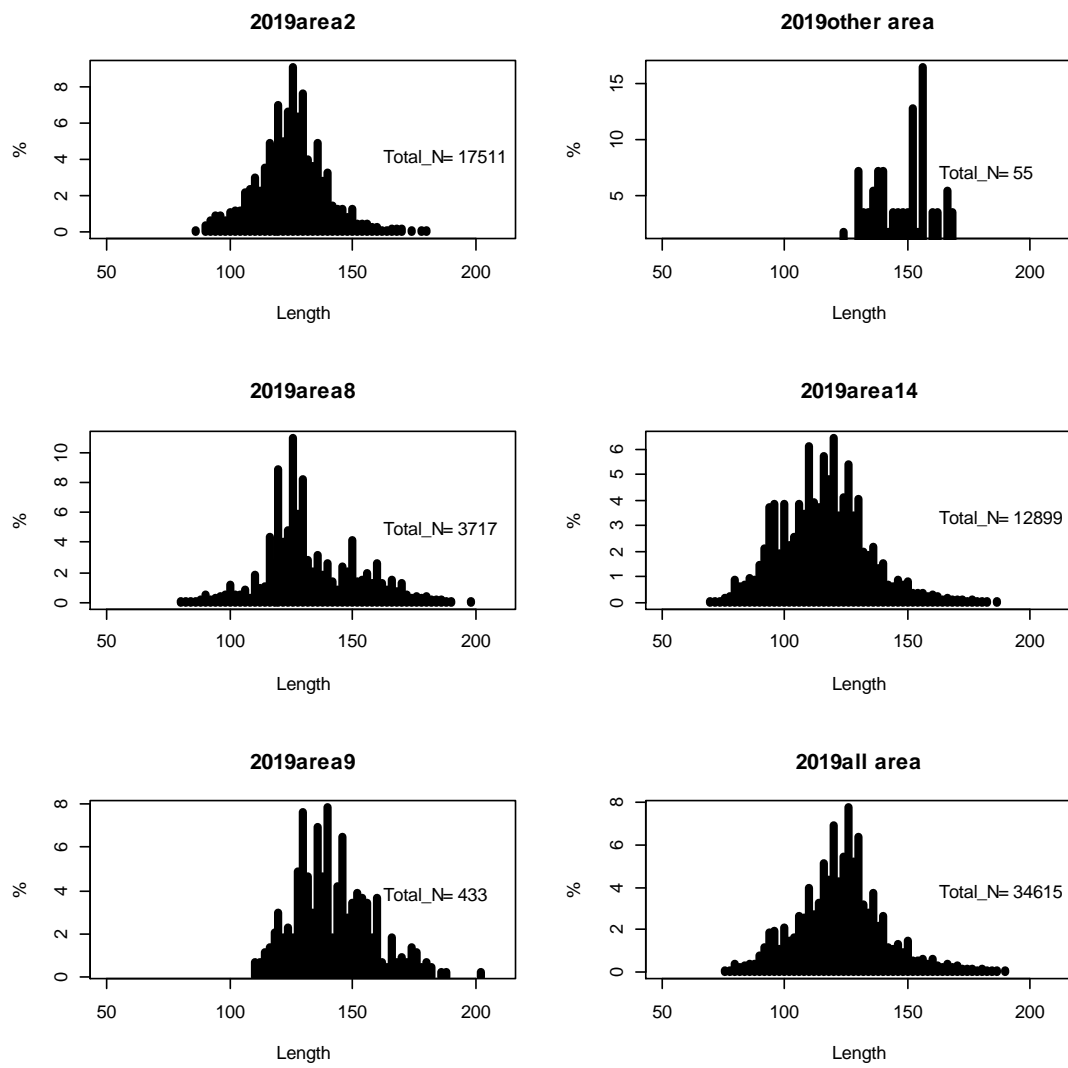 2019area2
%
8
6
4
2
0
Total_N= 17511
50 100 150 200
Length
2019other area
%
15
10
5
Total_N= 55
50 100 150 200
Length
2019area8
%
10
8
6
4
2
0
Total_N= 3717
50 100 150 200
Length
2019area14
%
6
5
4
3
2
1
0
Total_N= 12899
50 100 150 200
Length
2019area9
%
8
6
4
2
0
Total_N= 433
50 100 150 200
Length
2019all area
%
8
6
4
2
0
Total_N= 34615
50 100 150 200
Length